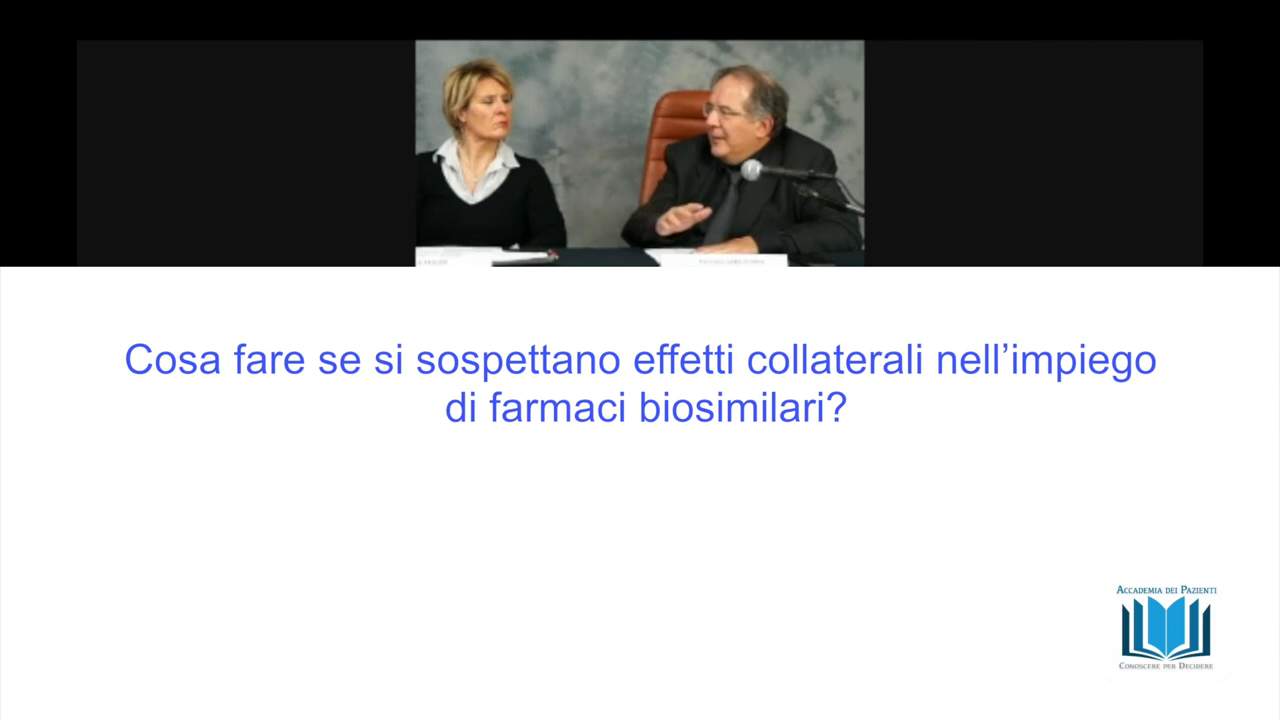 Cosa fare se si sospettano effetti collaterali nell’impiego
di farmaci biosimilari?
ACCADEMIA DEI PAZIENTI
CONOSCERE PER DECIDERE